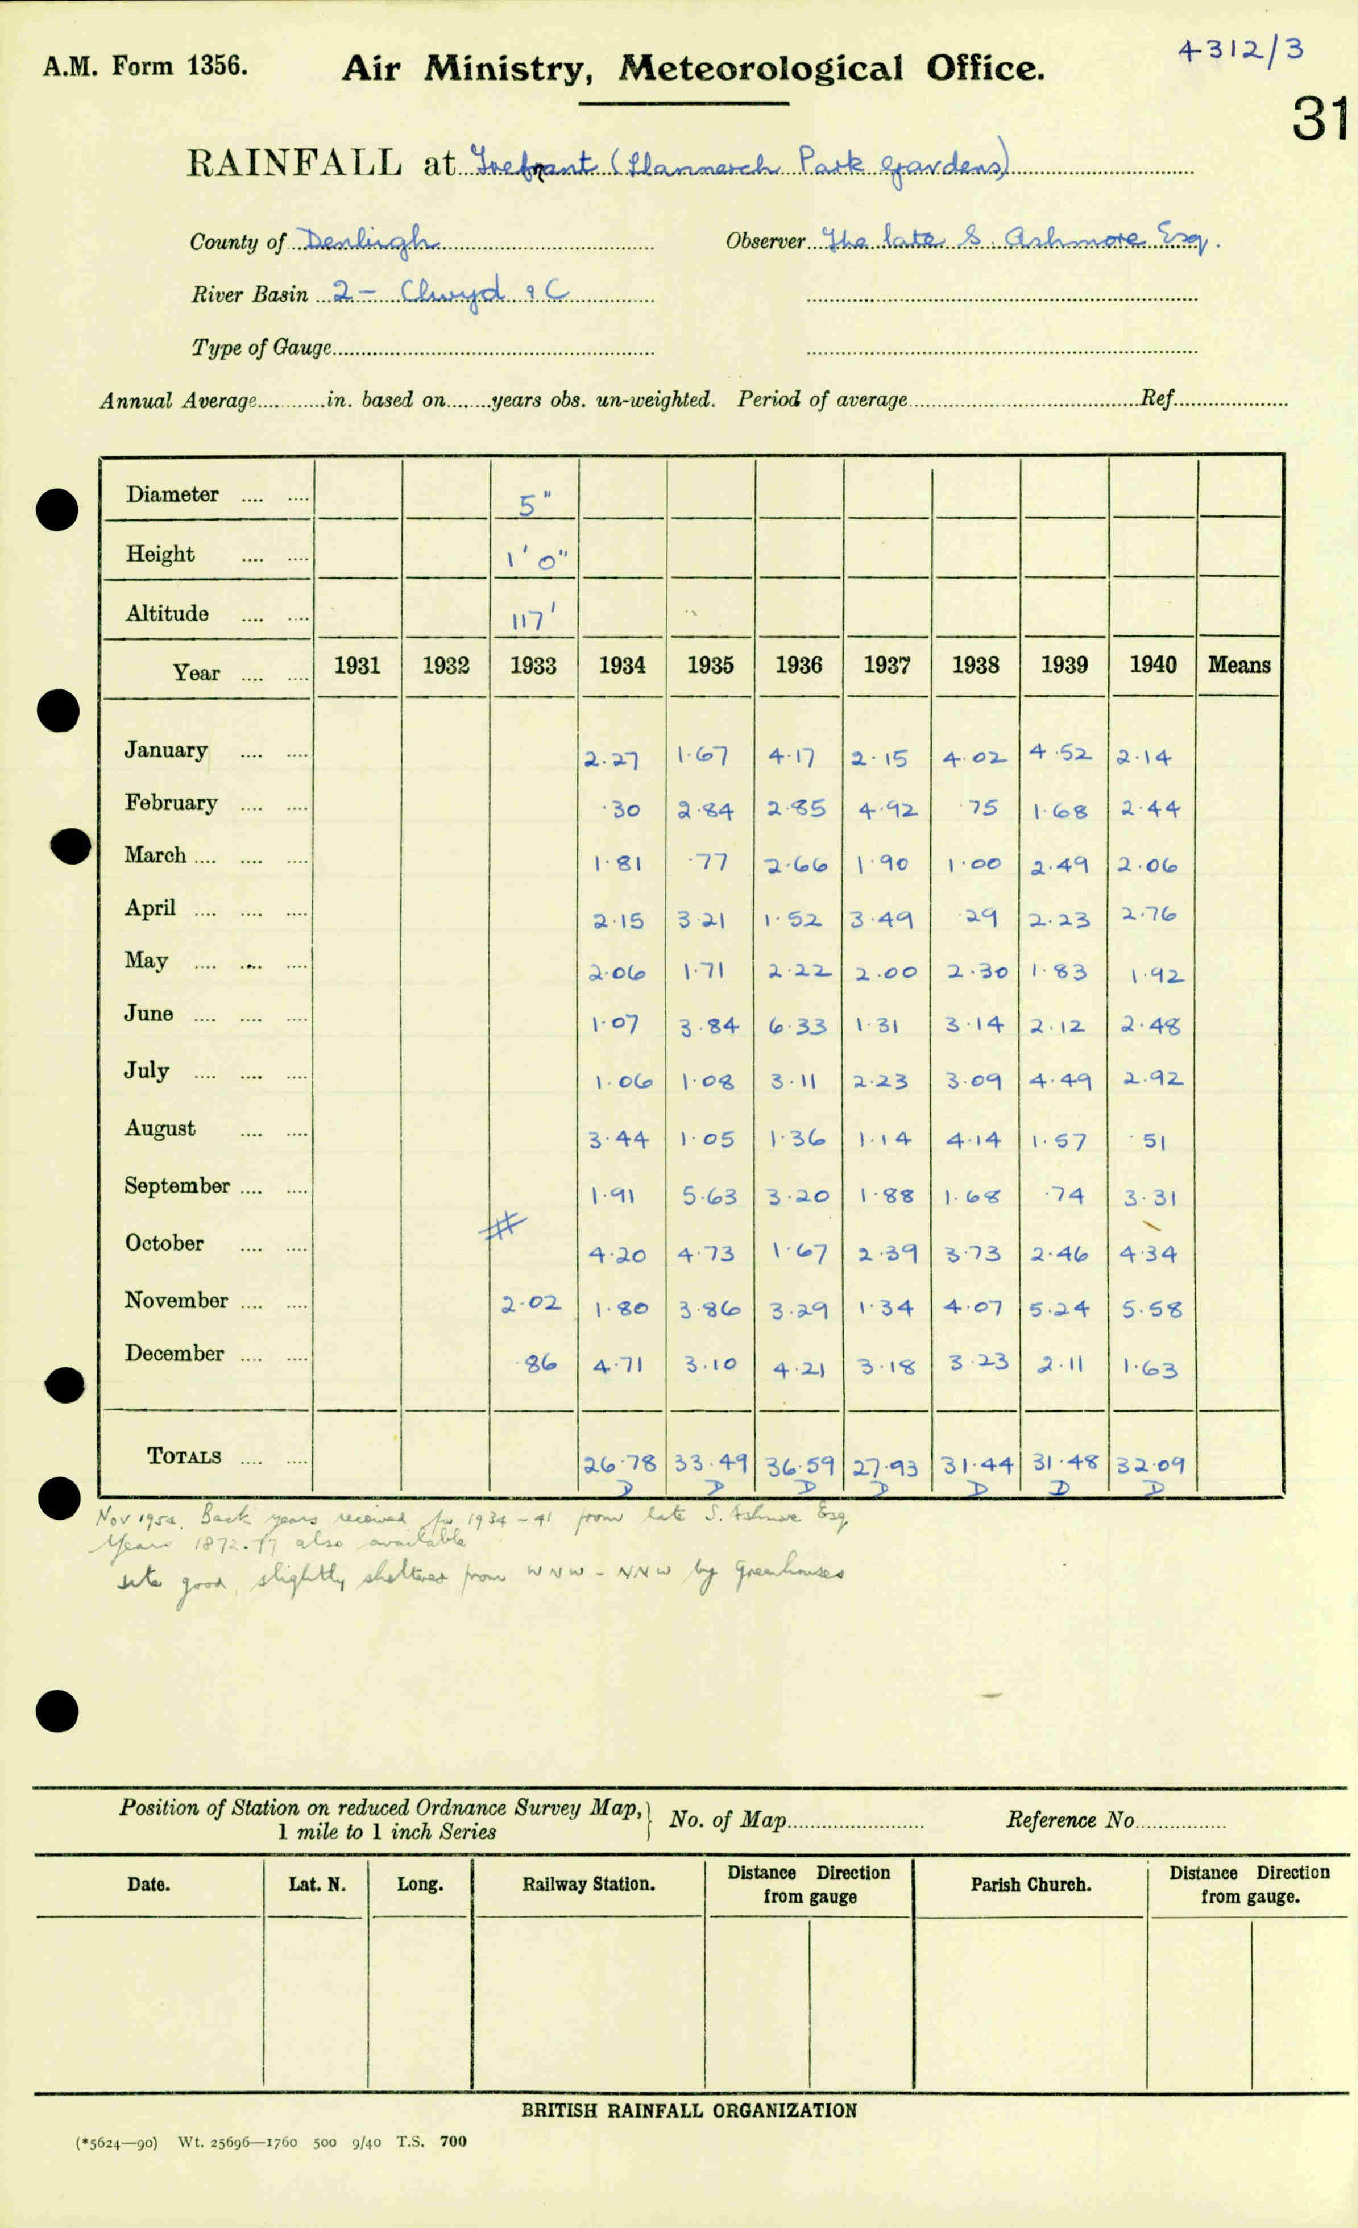 4312/3
A.M. Form 1356. Air Ministry, Meteorological Office.
31
RAINFALL at Trefnant (Llannerch Park Gardens)
County of Denbigh Observer The late S. Ashmore Esq.
River Basin 2 - Clwyd & C
Type of Gauge
Annual Average in. based on years obs. un-weighted. Period of average Ref.
Diameter 5"
Height 1' 0"
Altitude 117'
Year 1931 1932 1933 1934 1935 1936 1937 1938 1939 1940 Means
January 2.27 1.67 4.17 2.15 4.02 4.52 2.14
February .30 2.84 2.85 4.92 .75 1.68 2.44
March 1.81 .77 2.66 1.90 1.00 2.49 2.06
April 2.15 3.21 1.52 3.49 .29 2.23 2.76
May 2.06 1.71 2.22 2.00 2.30 1.83 1.92
June 1.07 3.84 6.33 1.31 3.14 2.12 2.48
July 1.06 1.08 3.11 2.23 3.09 4.49 2.92
August 3.44 1.05 1.36 1.14 4.14 1.57 .51
September 1.91 5.63 3.20 1.88 1.68 .74 3.31
October # 4.20 4.73 1.67 2.39 3.73 2.46 4.34
November 2.02 1.80 3.86 3.29 1.34 4.07 5.24 5.58
December .86 4.71 3.10 4.21 3.18 3.23 2.11 1.63
TOTALS 26.78 33.49 36.59 27.93 31.44 31.48 32.09
D D D D D D D
Back years received for 1934 - 41 from late S. Ashmore Esq
Years 1872-77 also available
Site good, slightly sheltered from WNW - NNW by greenhouses
Position of Station on reduced Ordnance Survey Map, } No. of Map Reference No.
1 mile to 1 inch Series
Date. Lat. N. Long. Railway Station. Distance Direction from gauge Parish Church. Distance Direction from gauge.
BRITISH RAINFALL ORGANIZATION
(*5624—90) Wt. 25696—1760 500 9/40 T.S. 700